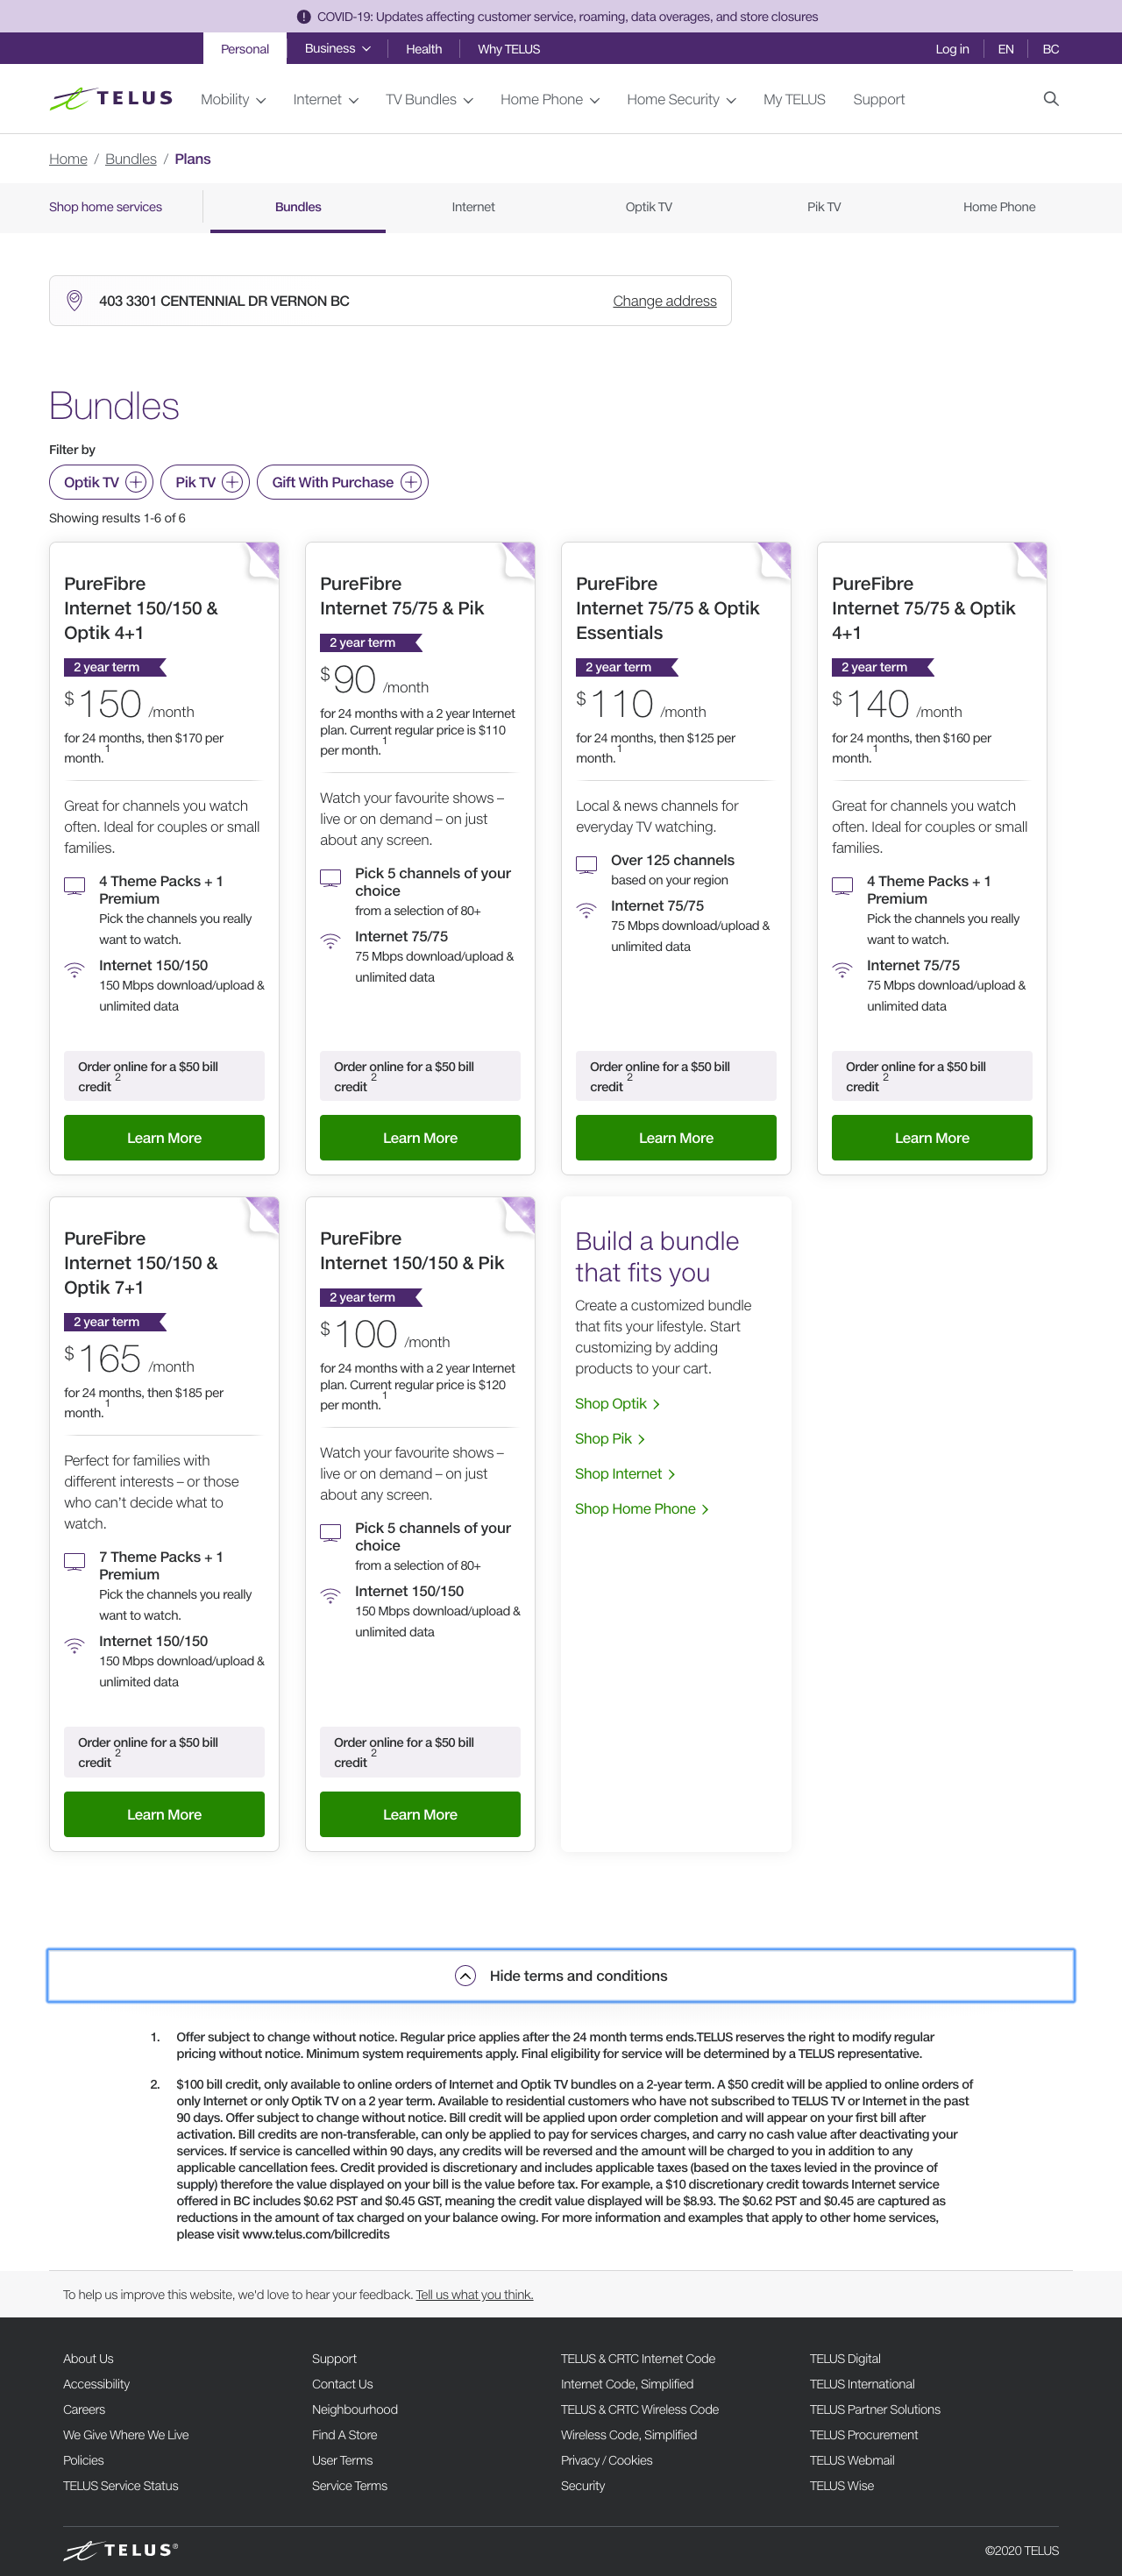 COVID-19: Updates affecting customer service, roaming, data overages, and store closures
Personal Business Health Why TELUS Log in EN BC
TELUS Mobility Internet TV Bundles Home Phone Home Security My TELUS Support
Home / Bundles / Plans
Shop home services Bundles Internet Optik TV Pik TV Home Phone
403 3301 CENTENNIAL DR VERNON BC Change address
Bundles
Filter by
Optik TV Pik TV Gift With Purchase
Showing results 1-6 of 6
PureFibre
Internet 150/150 &
Optik 4+1
2 year term
$150 /month
for 24 months, then $170 per
month.1
Great for channels you watch
often. Ideal for couples or small
families.
4 Theme Packs + 1
Premium
Pick the channels you really
want to watch.
Internet 150/150
150 Mbps download/upload &
unlimited data
Order online for a $50 bill
credit 2
Learn More
PureFibre
Internet 75/75 & Pik
2 year term
$90 /month
for 24 months with a 2 year Internet
plan. Current regular price is $110
per month.1
Watch your favourite shows –
live or on demand – on just
about any screen.
Pick 5 channels of your
choice
from a selection of 80+
Internet 75/75
75 Mbps download/upload &
unlimited data
Order online for a $50 bill
credit 2
Learn More
PureFibre
Internet 75/75 & Optik
Essentials
2 year term
$110 /month
for 24 months, then $125 per
month.1
Local & news channels for
everyday TV watching.
Over 125 channels
based on your region
Internet 75/75
75 Mbps download/upload &
unlimited data
Order online for a $50 bill
credit 2
Learn More
PureFibre
Internet 75/75 & Optik
4+1
2 year term
$140 /month
for 24 months, then $160 per
month.1
Great for channels you watch
often. Ideal for couples or small
families.
4 Theme Packs + 1
Premium
Pick the channels you really
want to watch.
Internet 75/75
75 Mbps download/upload &
unlimited data
Order online for a $50 bill
credit 2
Learn More
PureFibre
Internet 150/150 &
Optik 7+1
2 year term
$165 /month
for 24 months, then $185 per
month.1
Perfect for families with
different interests – or those
who can't decide what to
watch.
7 Theme Packs + 1
Premium
Pick the channels you really
want to watch.
Internet 150/150
150 Mbps download/upload &
unlimited data
Order online for a $50 bill
credit 2
Learn More
PureFibre
Internet 150/150 & Pik
2 year term
$100 /month
for 24 months with a 2 year Internet
plan. Current regular price is $120
per month.1
Watch your favourite shows –
live or on demand – on just
about any screen.
Pick 5 channels of your
choice
from a selection of 80+
Internet 150/150
150 Mbps download/upload &
unlimited data
Order online for a $50 bill
credit 2
Learn More
Build a bundle
that fits you
Create a customized bundle
that fits your lifestyle. Start
customizing by adding
products to your cart.
Shop Optik
Shop Pik
Shop Internet
Shop Home Phone
Hide terms and conditions
1. Offer subject to change without notice. Regular price applies after the 24 month terms ends.TELUS reserves the right to modify regular
pricing without notice. Minimum system requirements apply. Final eligibility for service will be determined by a TELUS representative.
2. $100 bill credit, only available to online orders of Internet and Optik TV bundles on a 2-year term. A $50 credit will be applied to online orders of
only Internet or only Optik TV on a 2 year term. Available to residential customers who have not subscribed to TELUS TV or Internet in the past
90 days. Offer subject to change without notice. Bill credit will be applied upon order completion and will appear on your first bill after
activation. Bill credits are non-transferable, can only be applied to pay for services charges, and carry no cash value after deactivating your
services. If service is cancelled within 90 days, any credits will be reversed and the amount will be charged to you in addition to any
applicable cancellation fees. Credit provided is discretionary and includes applicable taxes (based on the taxes levied in the province of
supply) therefore the value displayed on your bill is the value before tax. For example, a $10 discretionary credit towards Internet service
offered in BC includes $0.62 PST and $0.45 GST, meaning the credit value displayed will be $8.93. The $0.62 PST and $0.45 are captured as
reductions in the amount of tax charged on your balance owing. For more information and examples that apply to other home services,
please visit www.telus.com/billcredits
To help us improve this website, we'd love to hear your feedback. Tell us what you think.
About Us
Accessibility
Careers
We Give Where We Live
Policies
TELUS Service Status
Support
Contact Us
Neighbourhood
Find A Store
User Terms
Service Terms
TELUS & CRTC Internet Code
Internet Code, Simplified
TELUS & CRTC Wireless Code
Wireless Code, Simplified
Privacy / Cookies
Security
TELUS Digital
TELUS International
TELUS Partner Solutions
TELUS Procurement
TELUS Webmail
TELUS Wise
TELUS® ©2020 TELUS